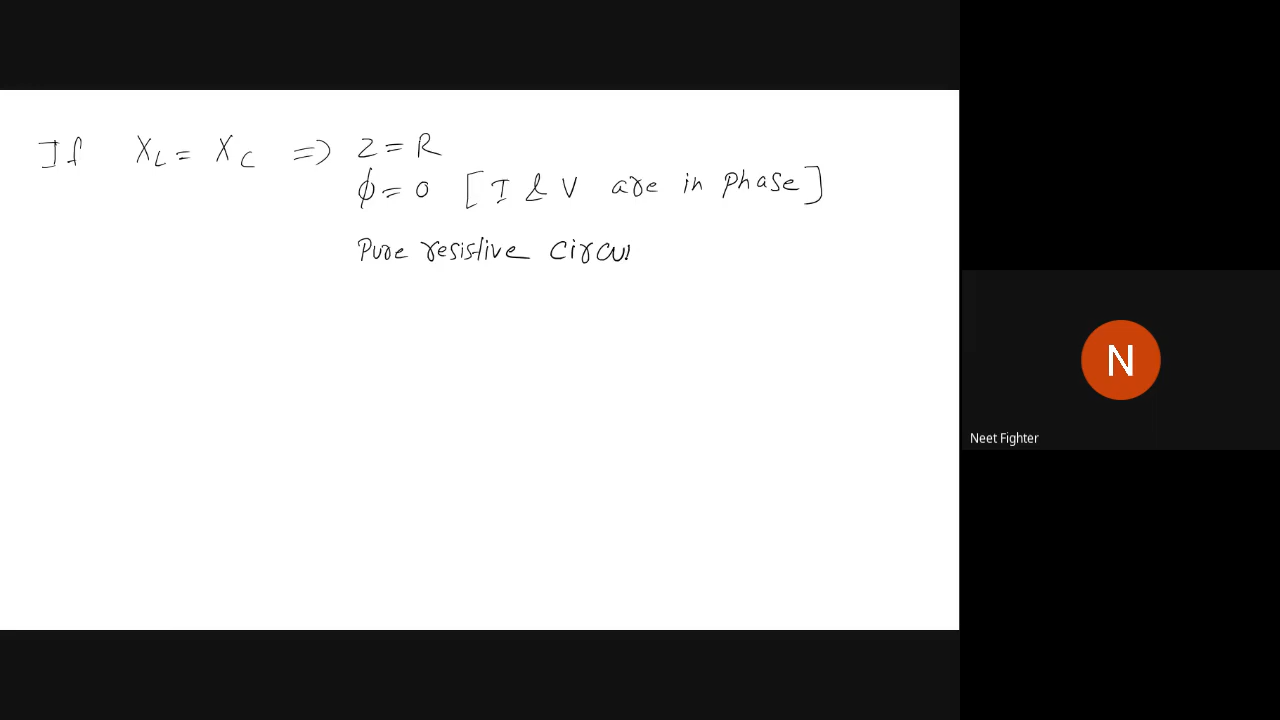 If X_L = X_C => Z = R
ϕ = 0 [I & V are in phase]
Pure resistive circu
N
Neet Fighter